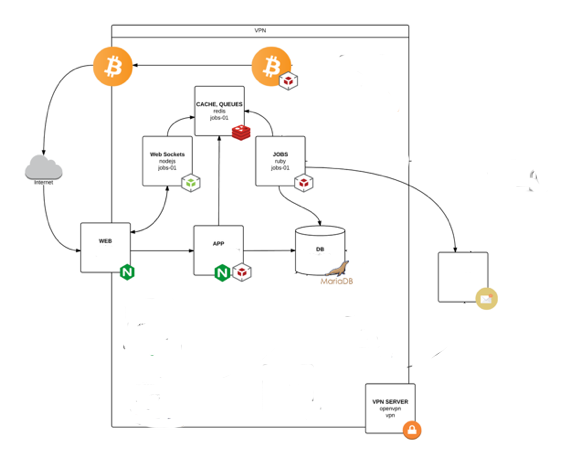 VPN
CACHE, QUEUES
redis
jobs-01
Web Sockets
nodejs
jobs-01
JOBS
ruby
jobs-01
Internet
WEB
APP
DB
MariaDB
VPN SERVER
openvpn
vpn